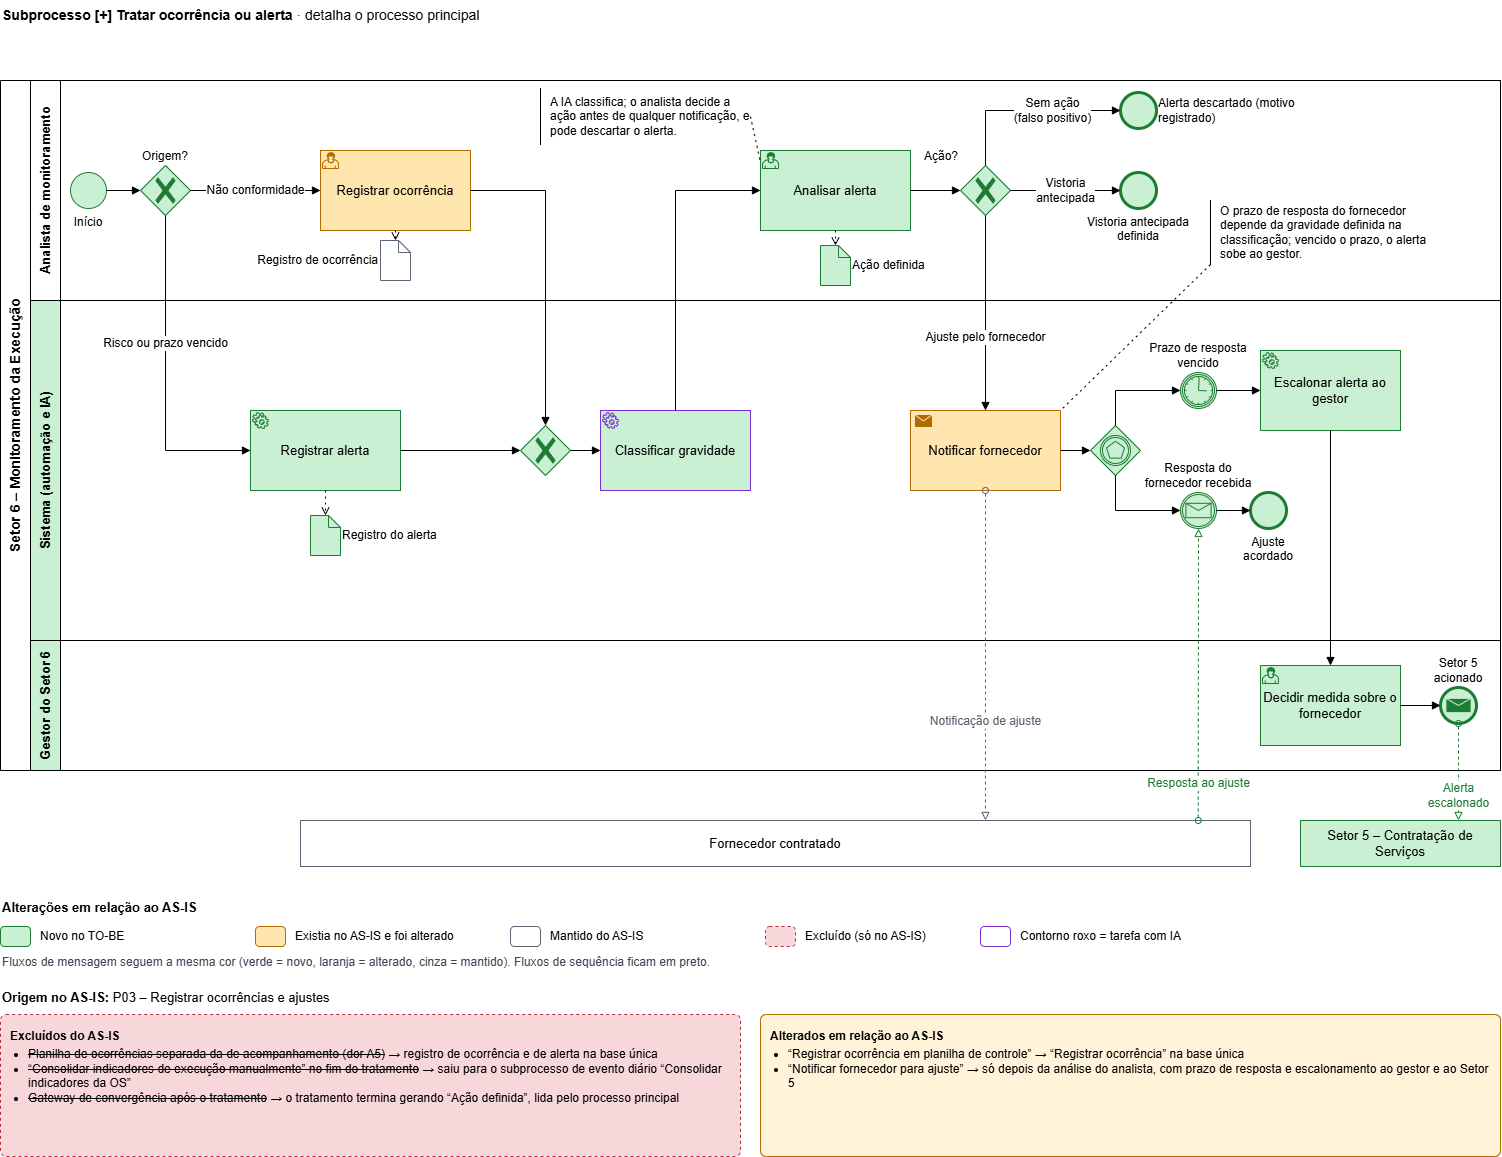 Subprocesso [+] Tratar ocorrência ou alerta · detalha o processo principal
Setor 6 – Monitoramento da Execução
Analista de monitoramento
Sistema (automação e IA)
Gestor do Setor 6
A IA classifica; o analista decide a
ação antes de qualquer notificação, e
pode descartar o alerta.
Início
Origem?
Não conformidade
Registrar ocorrência
Registro de ocorrência
Analisar alerta
Ação definida
Ação?
Sem ação
(falso positivo)
Alerta descartado (motivo
registrado)
Vistoria
antecipada
Vistoria antecipada
definida
O prazo de resposta do fornecedor
depende da gravidade definida na
classificação; vencido o prazo, o alerta
sobe ao gestor.
Risco ou prazo vencido
Registrar alerta
Registro do alerta
Classificar gravidade
Ajuste pelo fornecedor
Notificar fornecedor
Prazo de resposta
vencido
Escalonar alerta ao
gestor
Resposta do
fornecedor recebida
Ajuste
acordado
Decidir medida sobre o
fornecedor
Setor 5
acionado
Notificação de ajuste
Resposta ao ajuste
Alerta
escalonado
Fornecedor contratado
Setor 5 – Contratação de
Serviços
Alterações em relação ao AS-IS
Novo no TO-BE
Existia no AS-IS e foi alterado
Mantido do AS-IS
Excluído (só no AS-IS)
Contorno roxo = tarefa com IA
Fluxos de mensagem seguem a mesma cor (verde = novo, laranja = alterado, cinza = mantido). Fluxos de sequência ficam em preto.
Origem no AS-IS: P03 – Registrar ocorrências e ajustes
Excluídos do AS-IS
• Planilha de ocorrências separada da de acompanhamento (dor A5) → registro de ocorrência e de alerta na base única
• “Consolidar indicadores de execução manualmente” no fim do tratamento → saiu para o subprocesso de evento diário “Consolidar
indicadores da OS”
• Gateway de convergência após o tratamento → o tratamento termina gerando “Ação definida”, lida pelo processo principal
Alterados em relação ao AS-IS
• “Registrar ocorrência em planilha de controle” → “Registrar ocorrência” na base única
• “Notificar fornecedor para ajuste” → só depois da análise do analista, com prazo de resposta e escalonamento ao gestor e ao Setor
5